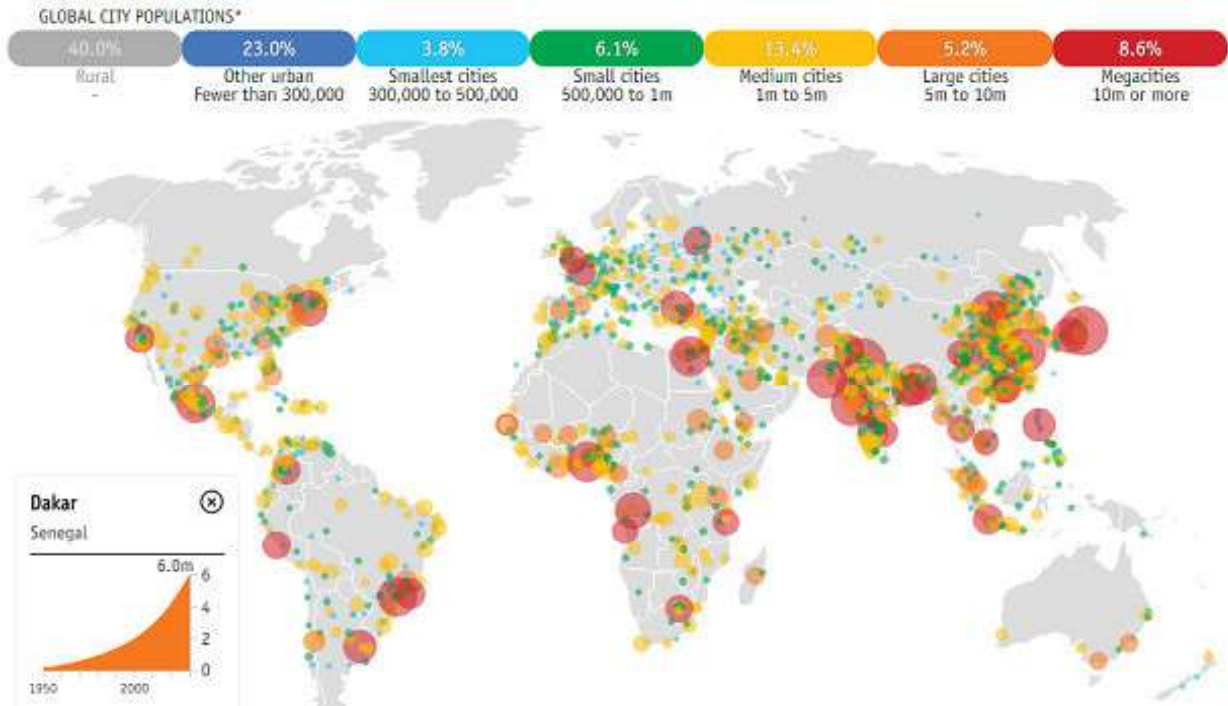 GLOBAL CITY POPULATIONS*
40.0% 23.0% 3.8% 6.1% 13.4% 5.2% 8.6%
Rural Other urban Smallest cities Small cities Medium cities Large cities Megacities
- Fewer than 300,000 300,000 to 500,000 500,000 to 1m 1m to 5m 5m to 10m 10m or more
Dakar
Senegal
6.0m 6
4
2
0
1950 2000